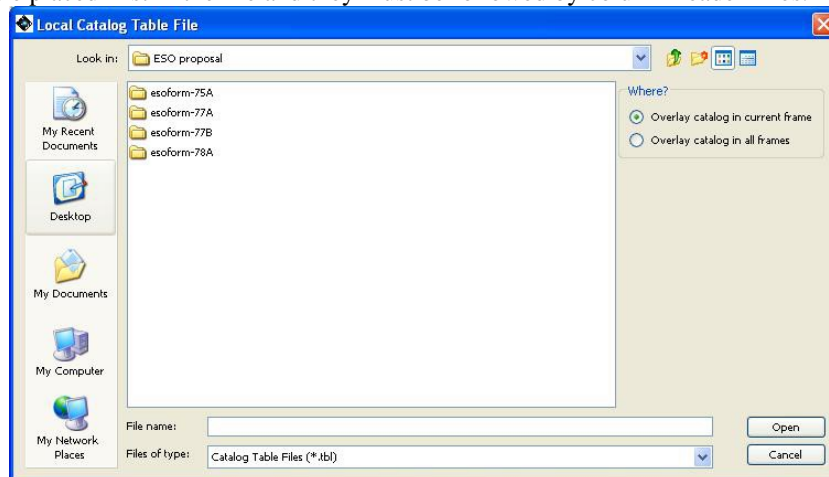 Local Catalog Table File
Look in: ESO proposal
My Recent Documents
Desktop
My Documents
My Computer
My Network Places
esoform-75A
esoform-77A
esoform-77B
esoform-78A
Where?
Overlay catalog in current frame
Overlay catalog in all frames
File name:
Open
Files of type: Catalog Table Files (*.tbl)
Cancel